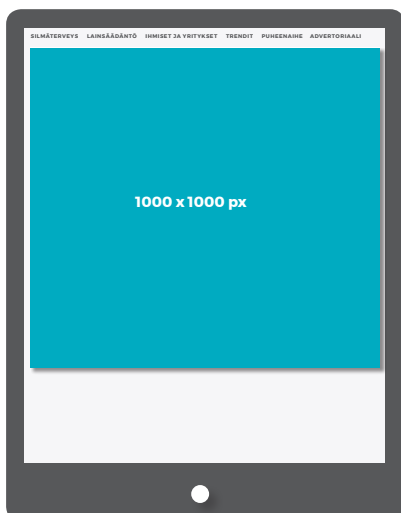 SILMÄTERVEYS LAINSÄÄDÄNTÖ IHMISET JA YRITYKSET TRENDIT PUHEENAIHE ADVERTORIAALI
1000 x 1000 px